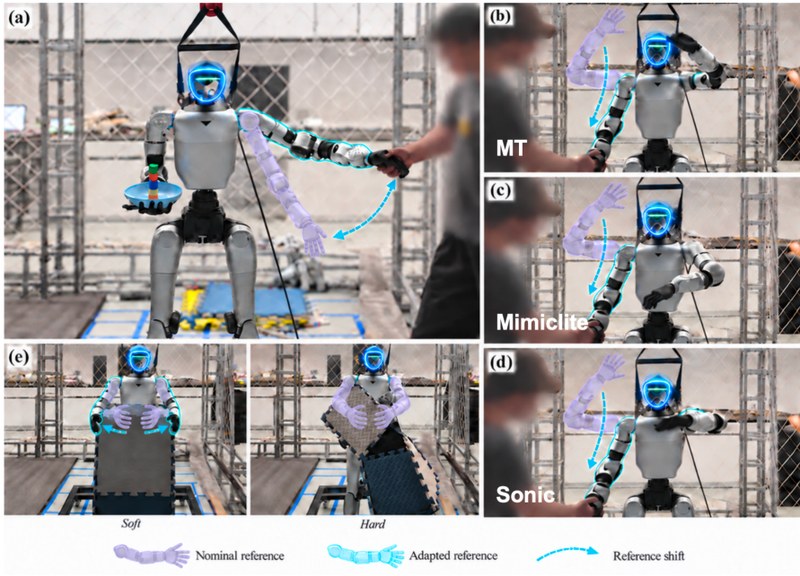 (a)
(b)
MT
(c)
Mimiclite
(d)
Sonic
(e)
Soft
Hard
Nominal reference
Adapted reference
Reference shift